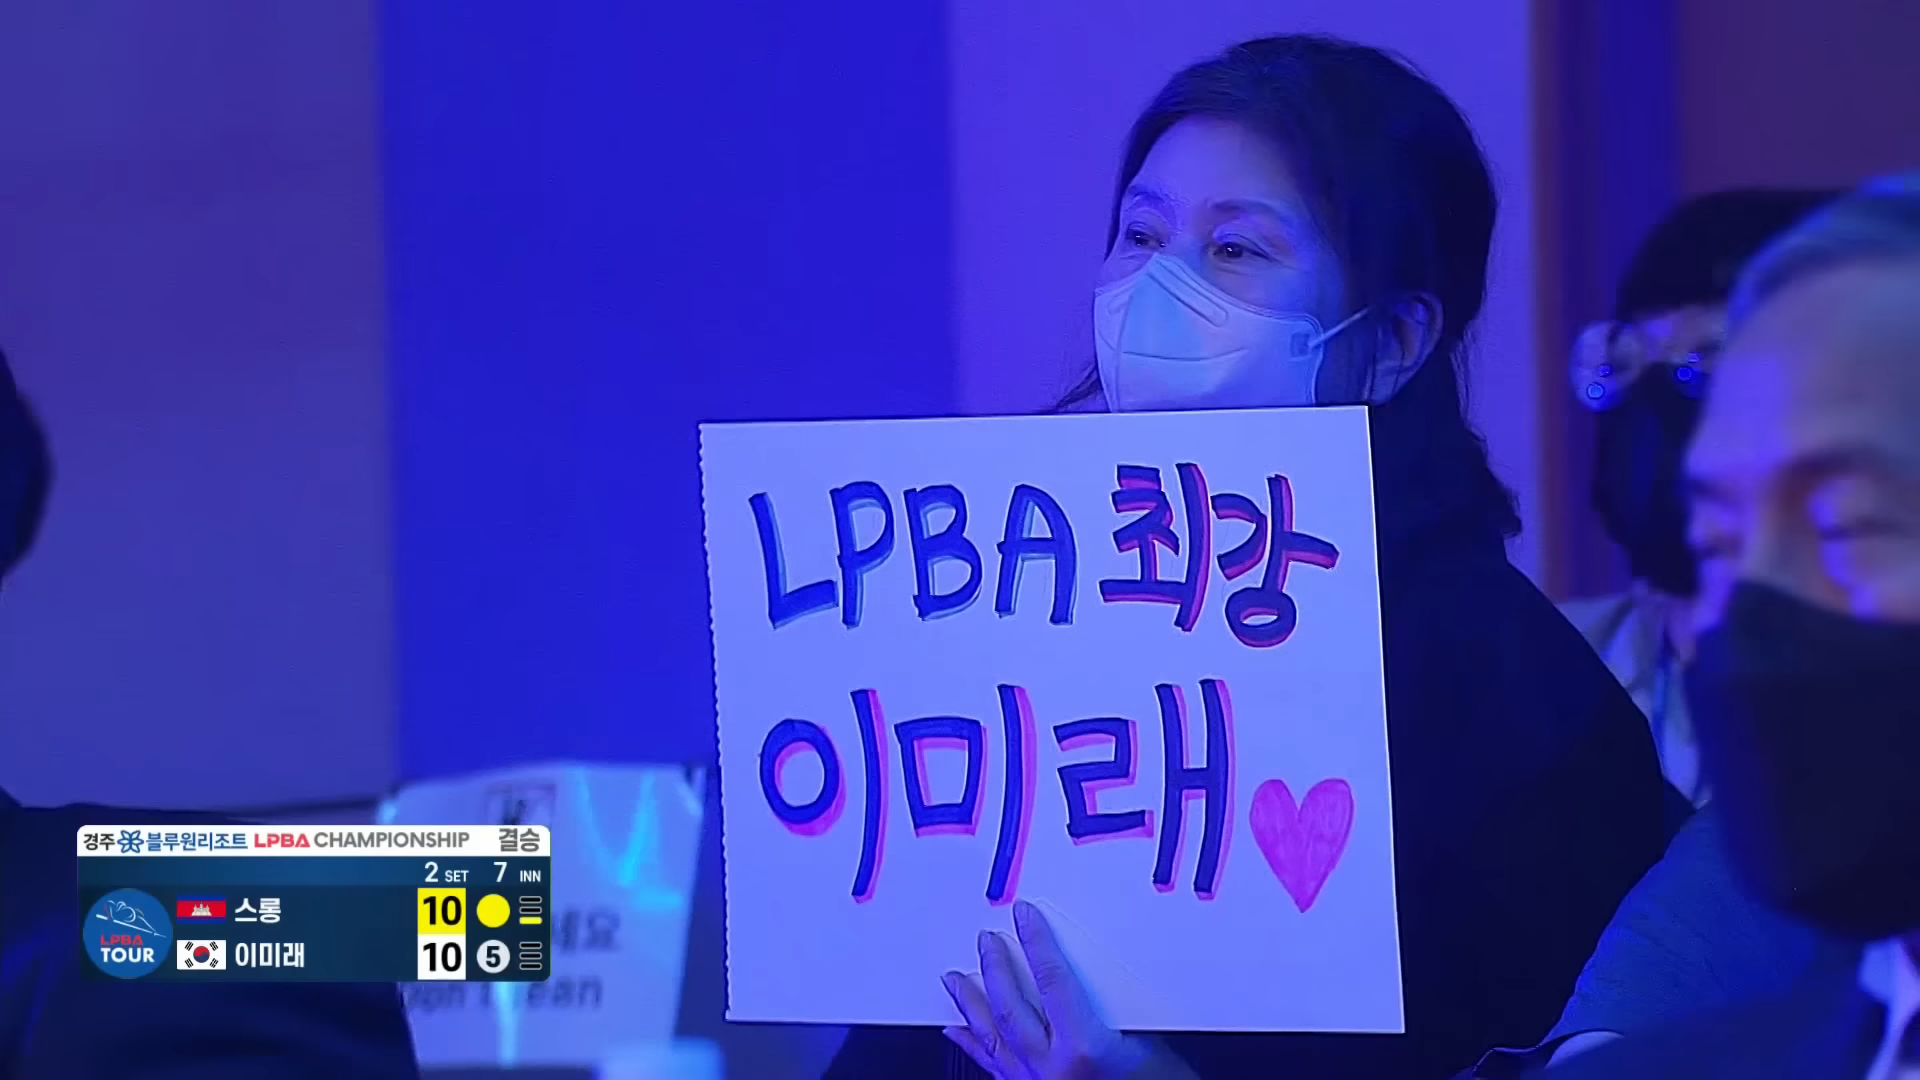 LPBA 최강
이미래
경주 블루원리조트 LPBA CHAMPIONSHIP 결승
2 SET 7 INN
스롱 10
이미래 10 5
LPBA
TOUR